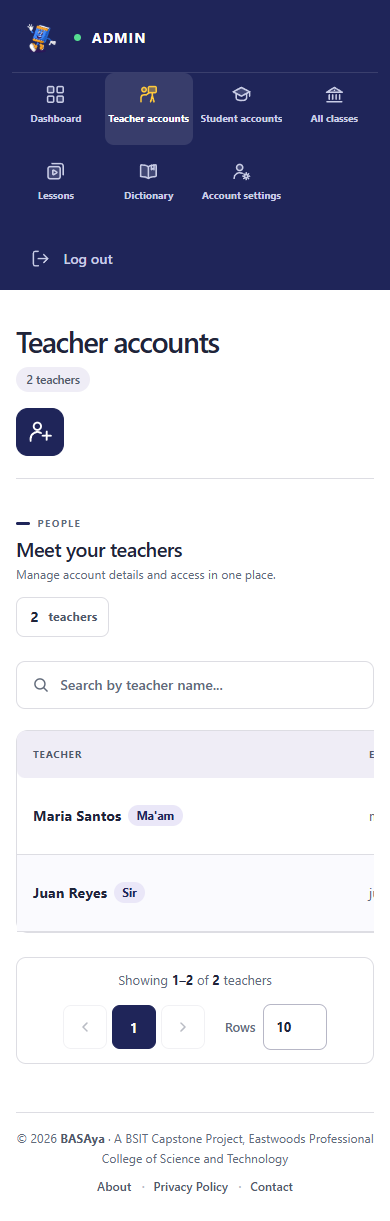 ADMIN
Dashboard
Teacher accounts
Student accounts
All classes
Lessons
Dictionary
Account settings
Log out
Teacher accounts
2 teachers
PEOPLE
Meet your teachers
Manage account details and access in one place.
2 teachers
Search by teacher name...
TEACHER
Maria Santos Ma'am
Juan Reyes Sir
Showing 1–2 of 2 teachers
1 Rows 10
© 2026 BASAya · A BSIT Capstone Project, Eastwoods Professional
College of Science and Technology
About · Privacy Policy · Contact